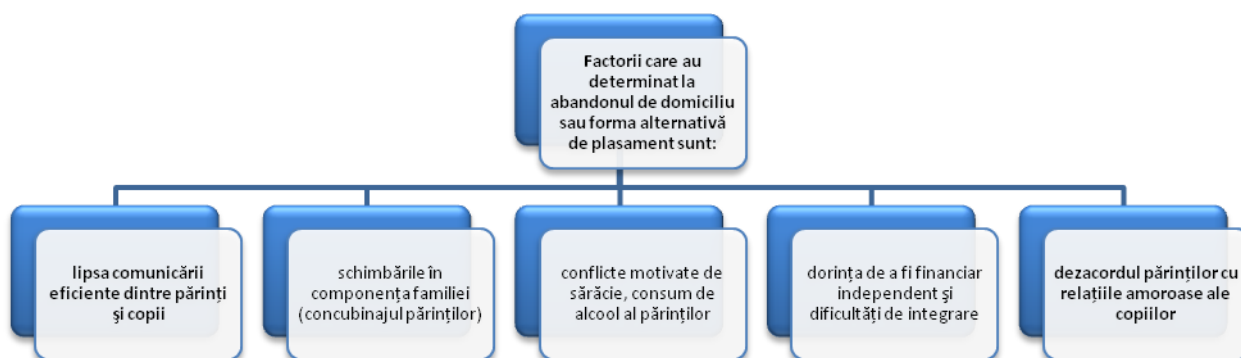 Factorii care au
determinat la
abandonul de domiciliu
sau forma alternativă
de plasament sunt:
lipsa comunicării
eficiente dintre părinți
şi copii
schimbările în
componența familiei
(concubinajul părinților)
conflicte motivate de
sărăcie, consum de
alcool al părinților
dorința de a fi financiar
independent şi
dificultăți de integrare
dezacordul părinților cu
relațiile amoroase ale
copiilor